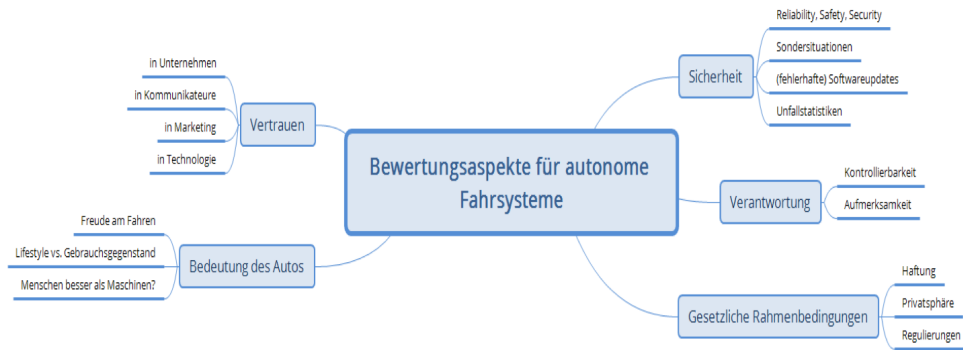 Bewertungsaspekte für autonome
Fahrsysteme
Vertrauen
in Unternehmen
in Kommunikateure
in Marketing
in Technologie
Bedeutung des Autos
Freude am Fahren
Lifestyle vs. Gebrauchsgegenstand
Menschen besser als Maschinen?
Sicherheit
Reliability, Safety, Security
Sondersituationen
(fehlerhafte) Softwareupdates
Unfallstatistiken
Verantwortung
Kontrollierbarkeit
Aufmerksamkeit
Gesetzliche Rahmenbedingungen
Haftung
Privatsphäre
Regulierungen